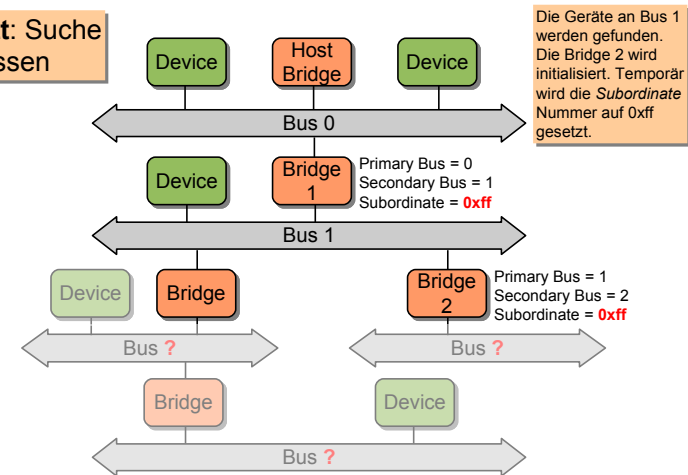 t: Suche
ssen
Die Geräte an Bus 1
werden gefunden.
Die Bridge 2 wird
initialisiert. Temporär
wird die Subordinate
Nummer auf 0xff
gesetzt.
Device
Host
Bridge
Device
Bus 0
Device
Bridge
1
Primary Bus = 0
Secondary Bus = 1
Subordinate = 0xff
Bus 1
Device
Bridge
Bridge
2
Primary Bus = 1
Secondary Bus = 2
Subordinate = 0xff
Bus ?
Bus ?
Bridge
Device
Bus ?